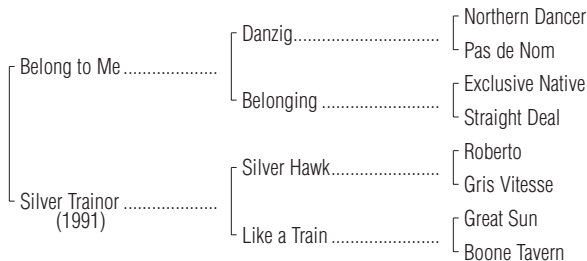 Northern Dancer
Danzig
Pas de Nom
Belong to Me
Exclusive Native
Belonging
Straight Deal
Roberto
Silver Hawk
Gris Vitesse
Silver Trainor
(1991)
Great Sun
Like a Train
Boone Tavern